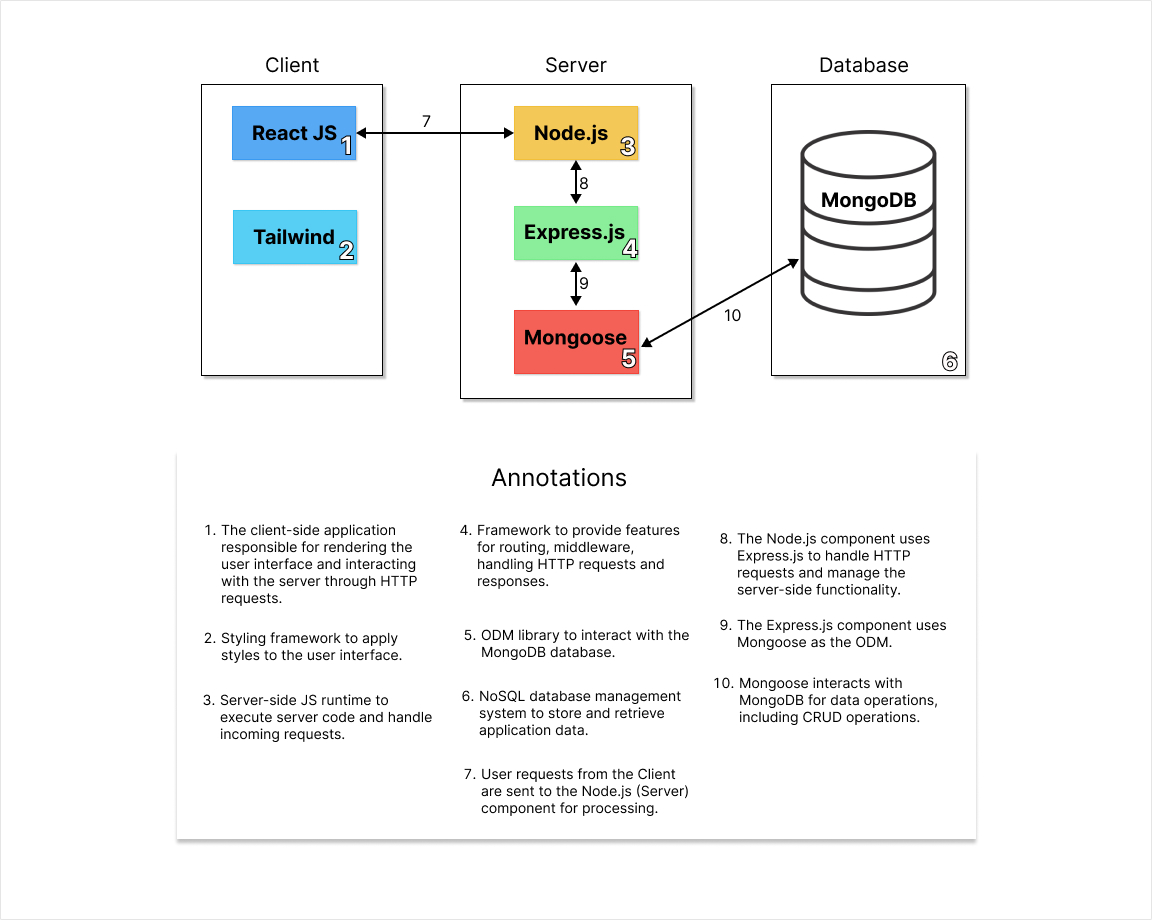 Client
Server
Database
React JS
1
7
Node.js
3
8
MongoDB
Tailwind
2
Express.js
4
9
10
Mongoose
5
6
Annotations
1. The client-side application
responsible for rendering the
user interface and interacting
with the server through HTTP
requests.
2. Styling framework to apply
styles to the user interface.
3. Server-side JS runtime to
execute server code and handle
incoming requests.
4. Framework to provide features
for routing, middleware,
handling HTTP requests and
responses.
5. ODM library to interact with the
MongoDB database.
6. NoSQL database management
system to store and retrieve
application data.
7. User requests from the Client
are sent to the Node.js (Server)
component for processing.
8. The Node.js component uses
Express.js to handle HTTP
requests and manage the
server-side functionality.
9. The Express.js component uses
Mongoose as the ODM.
10. Mongoose interacts with
MongoDB for data operations,
including CRUD operations.